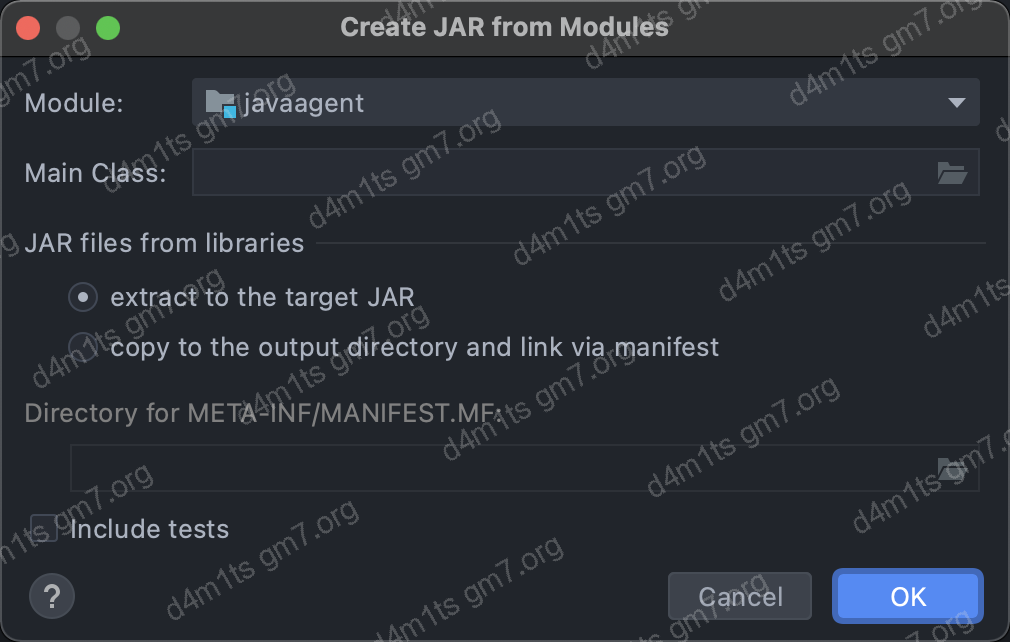 Create JAR from Modules
Module: javaagent
Main Class:
JAR files from libraries
extract to the target JAR
copy to the output directory and link via manifest
Directory for META-INF/MANIFEST.MF:
Include tests
? Cancel OK
d4m1ts gm7.org